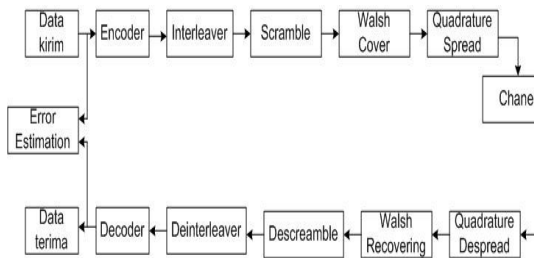 Data
kirim
Encoder
Interleaver
Scramble
Walsh
Cover
Quadrature
Spread
Chane
Error
Estimation
Data
terima
Decoder
Deinterleaver
Descreamble
Walsh
Recovering
Quadrature
Despread